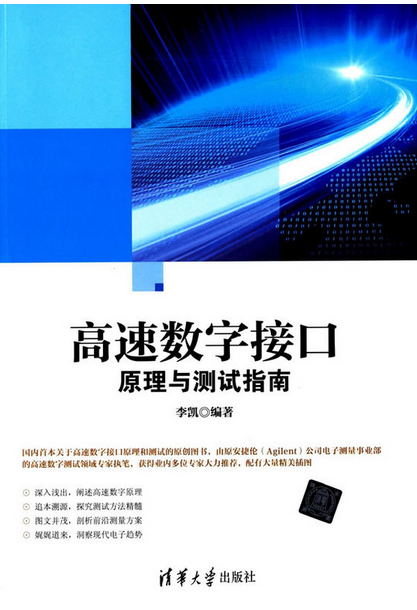 高速数字接口
原理与测试指南
李凯◎编著
国内首本关于高速数字接口原理和测试的原创图书，由原安捷伦（Agilent）公司电子测量事业部
的高速数字测试领域专家执笔，获得业内多位专家大力推荐，配有大量精美插图
◎ 深入浅出，阐述高速数字原理
◎ 追本溯源，探究测试方法精髓
◎ 图文并茂，剖析前沿测量方案
◎ 娓娓道来，洞察现代电子趋势
清华大学出版社